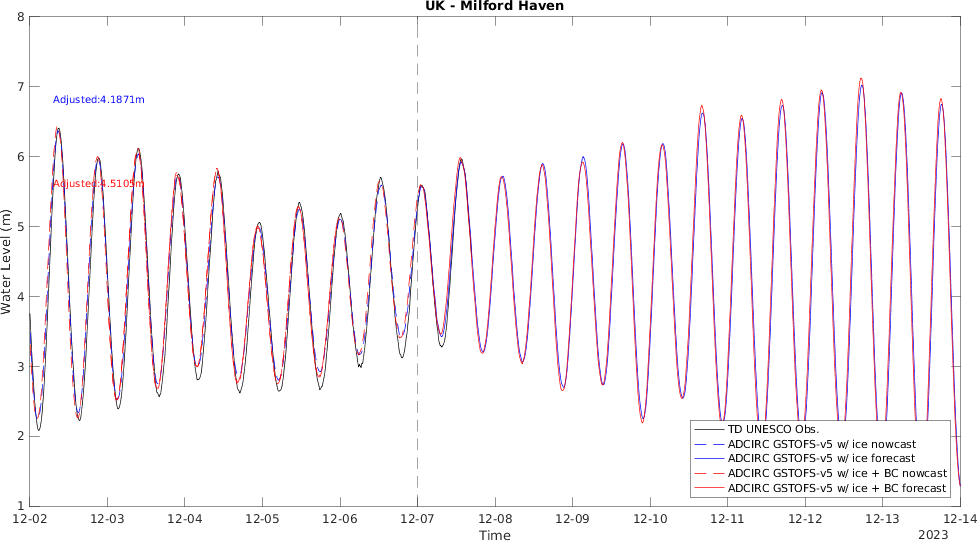 UK - Milford Haven
8
7
6
5
4
3
2
1
Water Level (m)
Adjusted:4.1871m
Adjusted:4.5105m
TD UNESCO Obs.
ADCIRC GSTOFS-v5 w/ ice nowcast
ADCIRC GSTOFS-v5 w/ ice forecast
ADCIRC GSTOFS-v5 w/ ice + BC nowcast
ADCIRC GSTOFS-v5 w/ ice + BC forecast
12-02 12-03 12-04 12-05 12-06 12-07 12-08 12-09 12-10 12-11 12-12 12-13 12-14
Time
2023